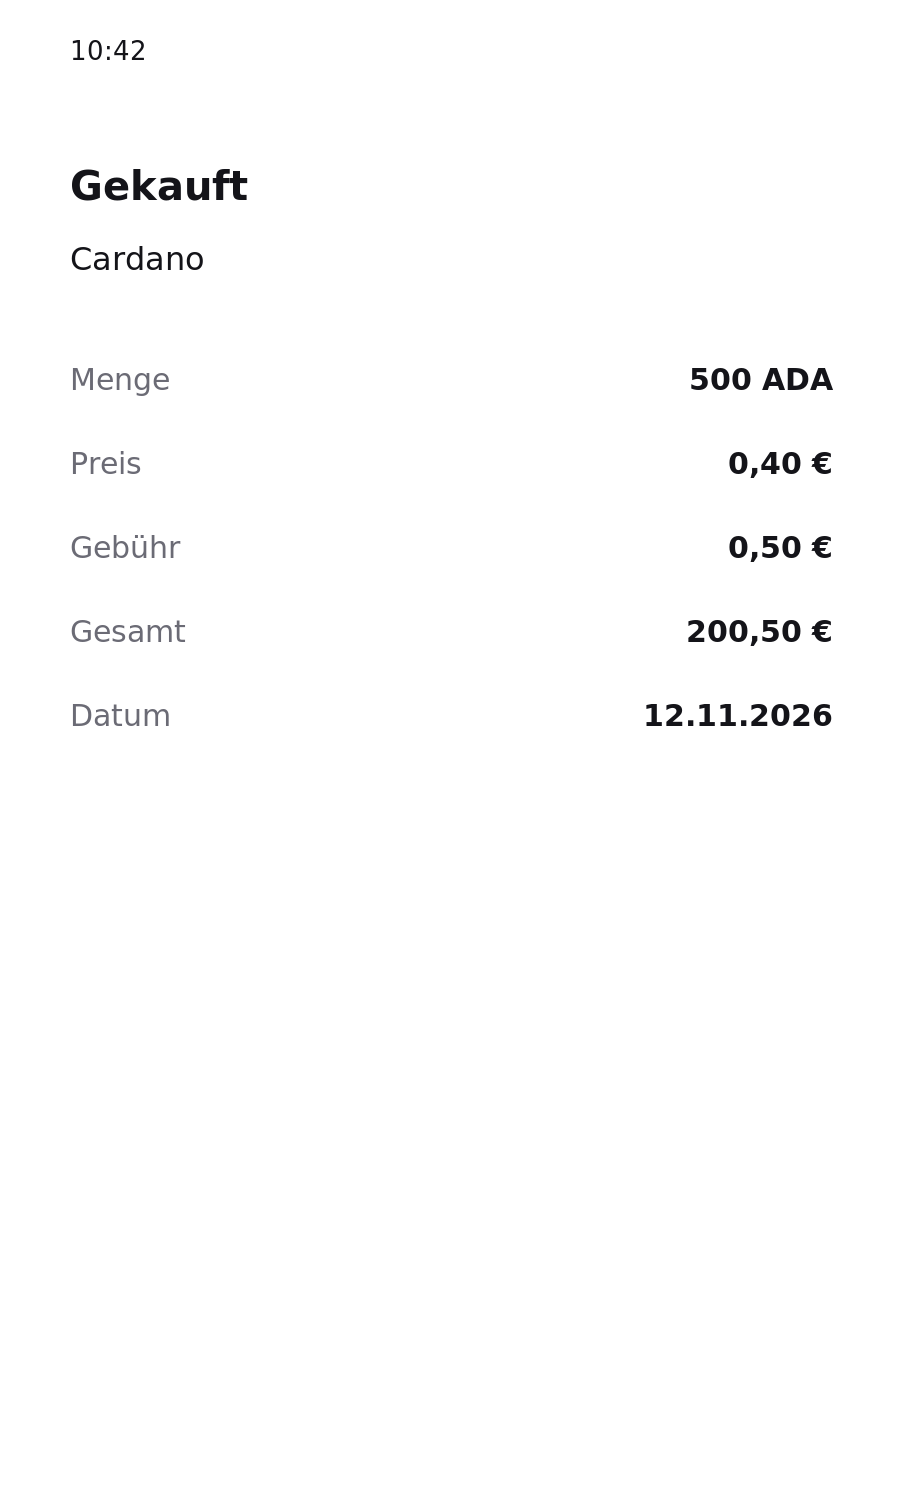 10:42
Gekauft
Cardano
Menge 500 ADA
Preis 0,40 €
Gebühr 0,50 €
Gesamt 200,50 €
Datum 12.11.2026